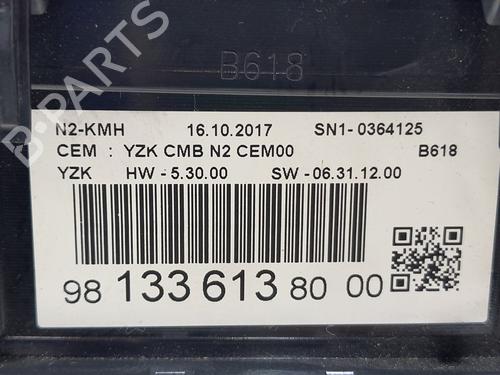 B618
N2-KMH 16.10.2017 SN1- 0364125
CEM : YZK CMB N2 CEM00 B618
YZK HW - 5.30.00 SW - 06.31.12.00
98 133 613 80 00
B-PARTS